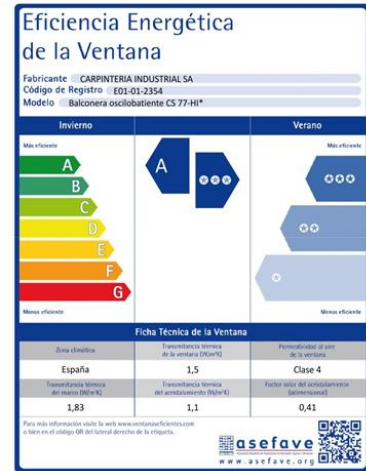 Eficiencia Energética
de la Ventana
Fabricante CARPINTERIA INDUSTRIAL SA
Código de Registro E01-01-2354
Modelo Balconera oscilobatiente CS 77-HI*
Invierno
Verano
Más eficiente
Más eficiente
A
B
C
D
E
F
G
A
Menos eficiente
Menos eficiente
Ficha Técnica de la Ventana
Zona climática
Transmitancia térmica
de la ventana (W/m²K)
Permeabilidad al aire
de la ventana
España
1,5
Clase 4
Transmitancia térmica
del marco (W/m²K)
Transmitancia térmica
del acristalamiento (W/m²K)
Factor solar del acristalamiento
(adimensional)
1,83
1,1
0,41
Para más información visite la web www.ventanaseficientes.com
o bien en el código QR del lateral derecho de la etiqueta.
asefave
www.asefave.org